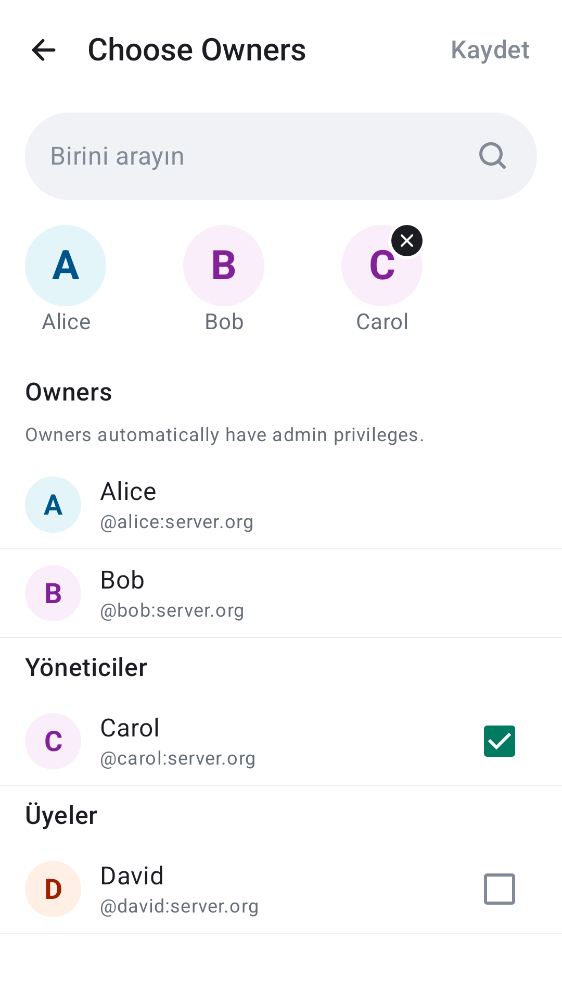 Choose Owners
Kaydet
Birini arayın
A
B
C
Alice
Bob
Carol
Owners
Owners automatically have admin privileges.
A
Alice
@alice:server.org
B
Bob
@bob:server.org
Yöneticiler
C
Carol
@carol:server.org
Üyeler
D
David
@david:server.org